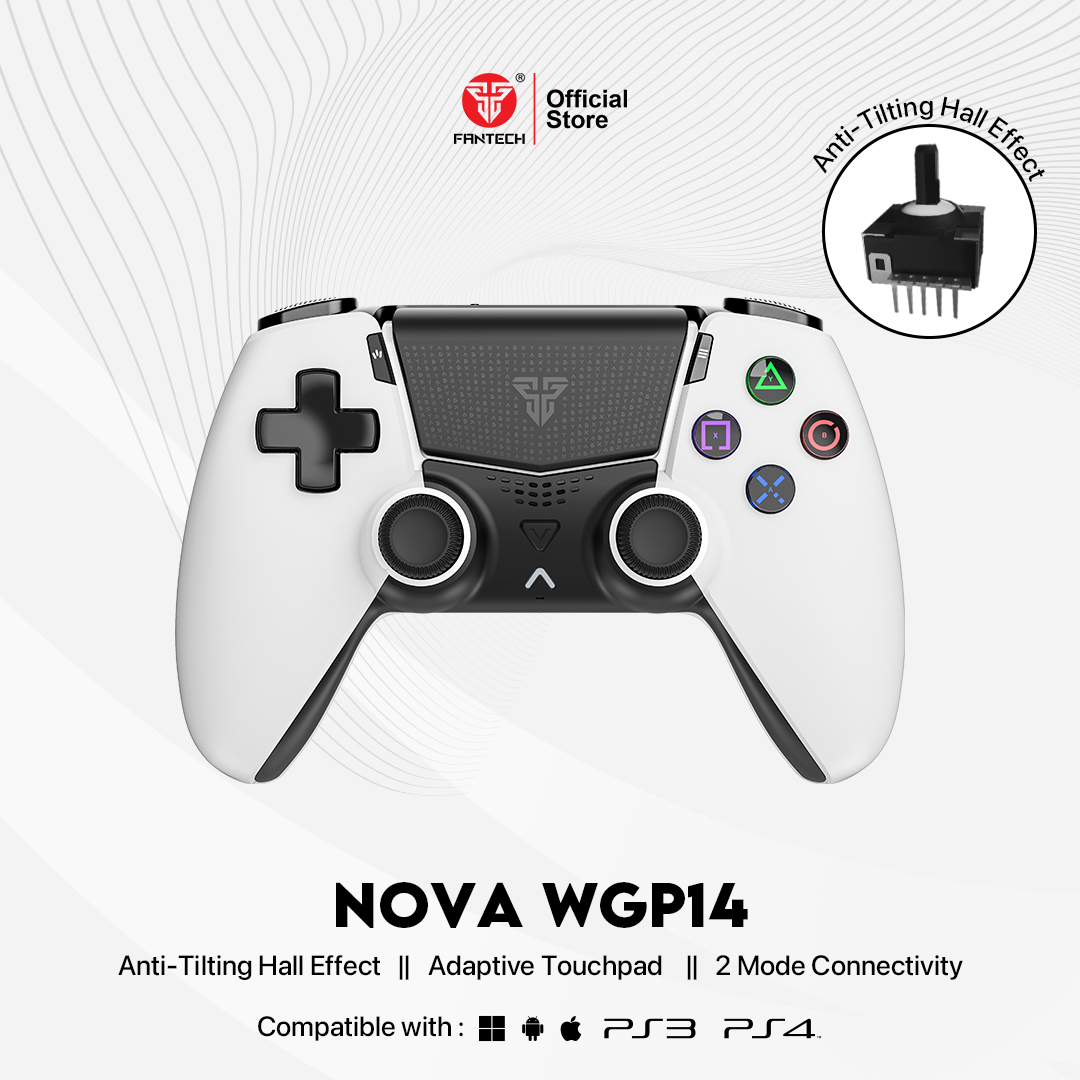 FANTECH
®
Official
Store
Anti-Tilting Hall Effect
Y
X
B
NOVA WGP14
Anti-Tilting Hall Effect || Adaptive Touchpad || 2 Mode Connectivity
Compatible with : PS3 PS4™